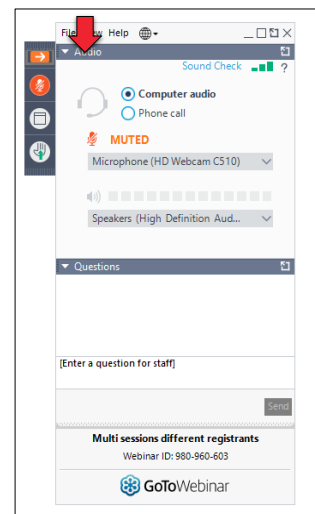 File View Help
Audio
Sound Check ?
Computer audio
Phone call
MUTED
Microphone (HD Webcam C510)
Speakers (High Definition Aud...
Questions
[Enter a question for staff]
Send
Multi sessions different registrants
Webinar ID: 980-960-603
GoToWebinar